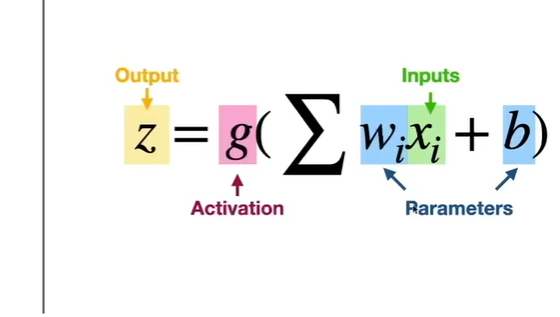 Output Inputs
z = g(∑ wᵢxᵢ + b)
Activation Parameters